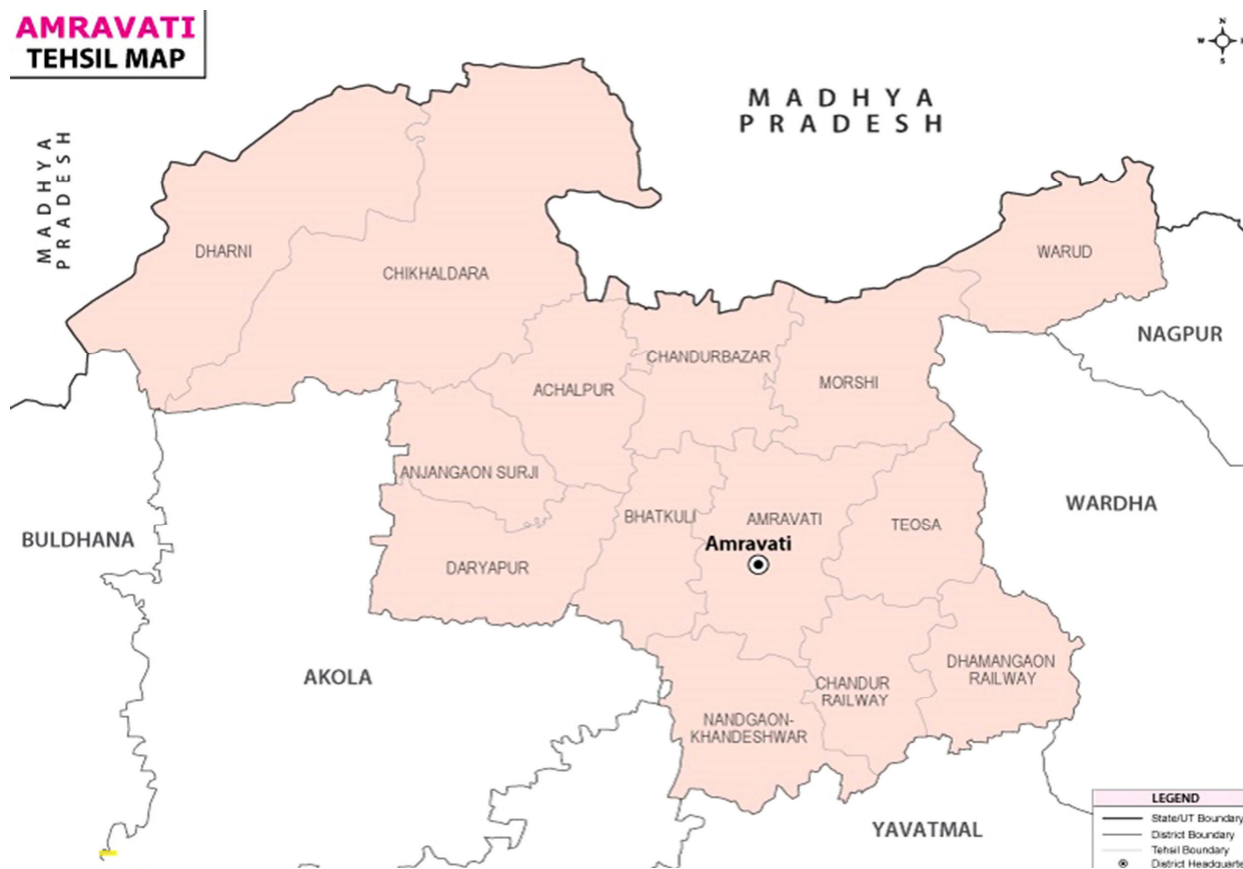 AMRAVATI
TEHSIL MAP
N
W
S
MADHYA
PRADESH
MADHYA
PRADESH
DHARNI
CHIKHALDARA
WARUD
NAGPUR
CHANDURBAZAR
ACHALPUR
MORSHI
ANJANGAON SURJI
WARDHA
BHATKULI
AMRAVATI
TEOSA
BULDHANA
Amravati
DARYAPUR
AKOLA
DHAMANGAON
RAILWAY
CHANDUR
RAILWAY
NANDGAON-
KHANDESHWAR
YAVATMAL
LEGEND
State/UT Boundary
District Boundary
Tehsil Boundary
District Headquarte